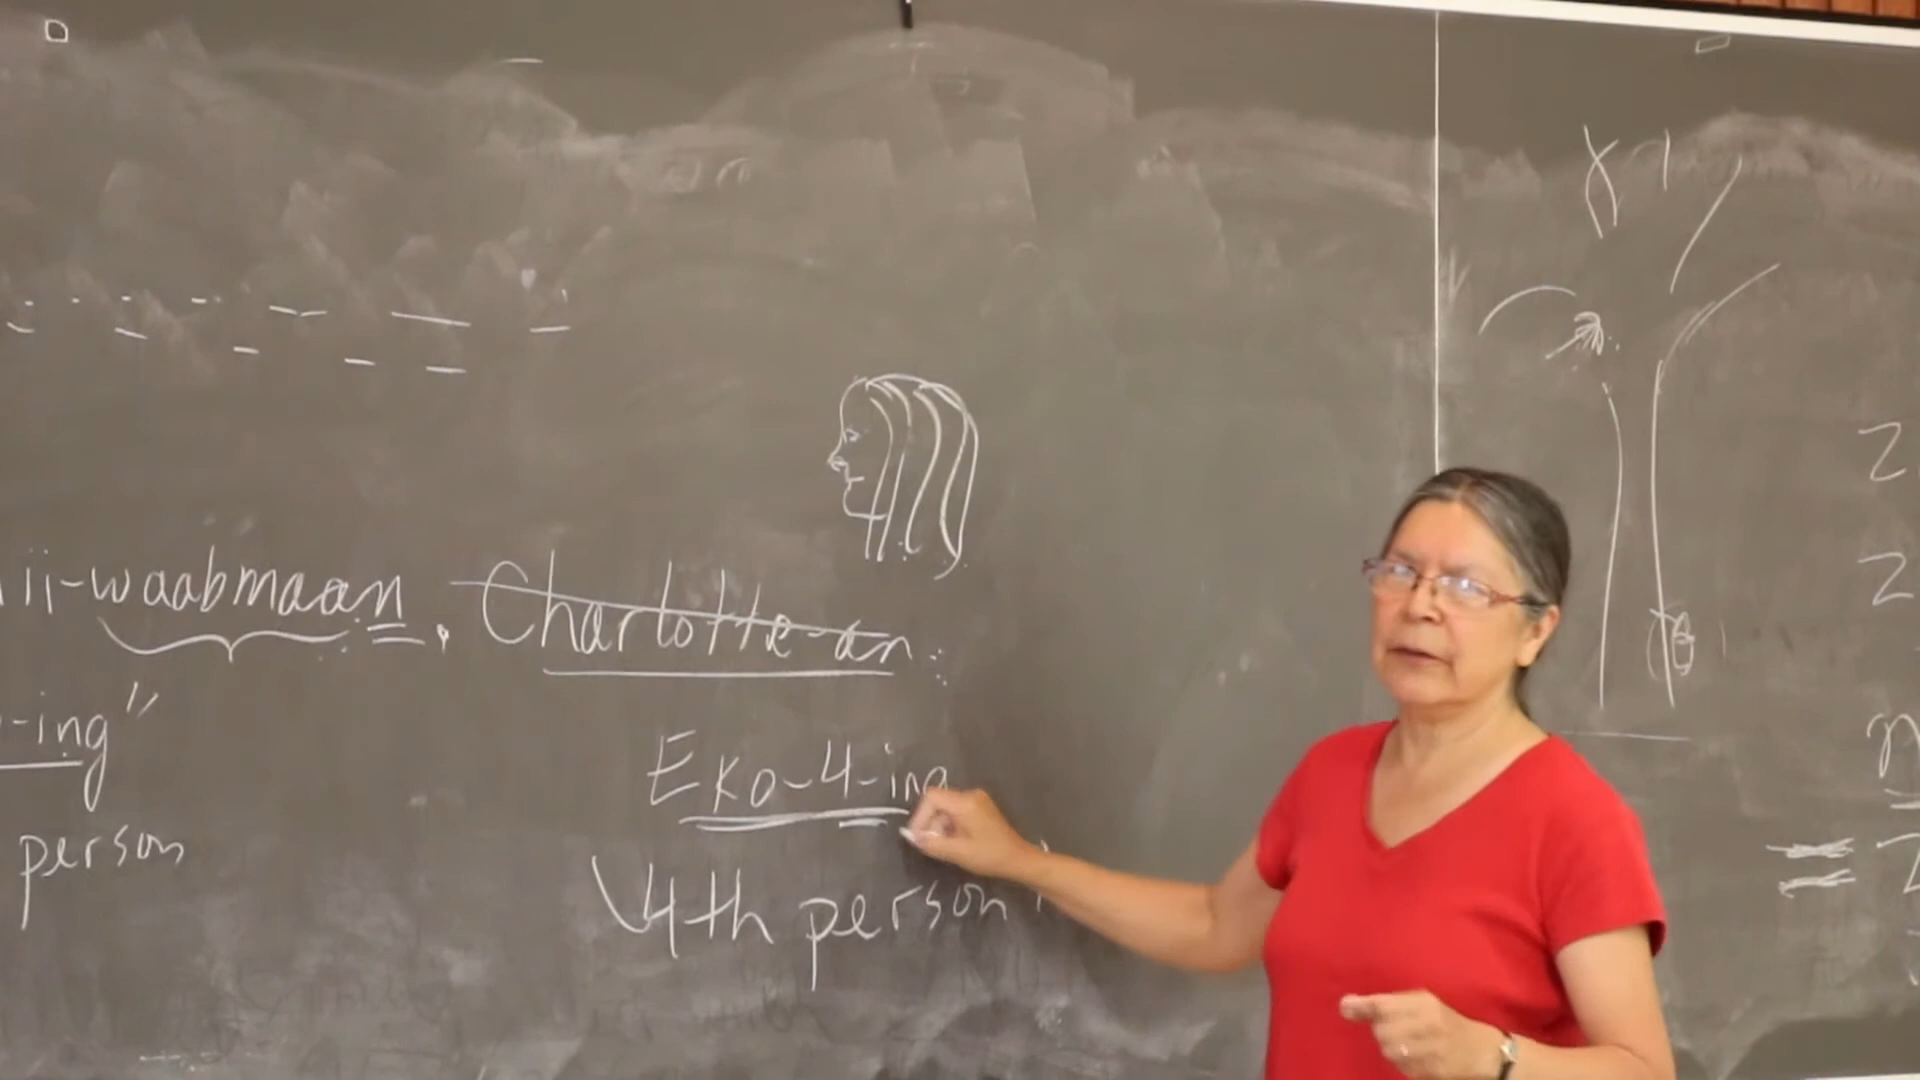 ii-waabmaan, Charlotte-an
-ing"
Eko-4-ing
person
4th person
Z
Z
= Z